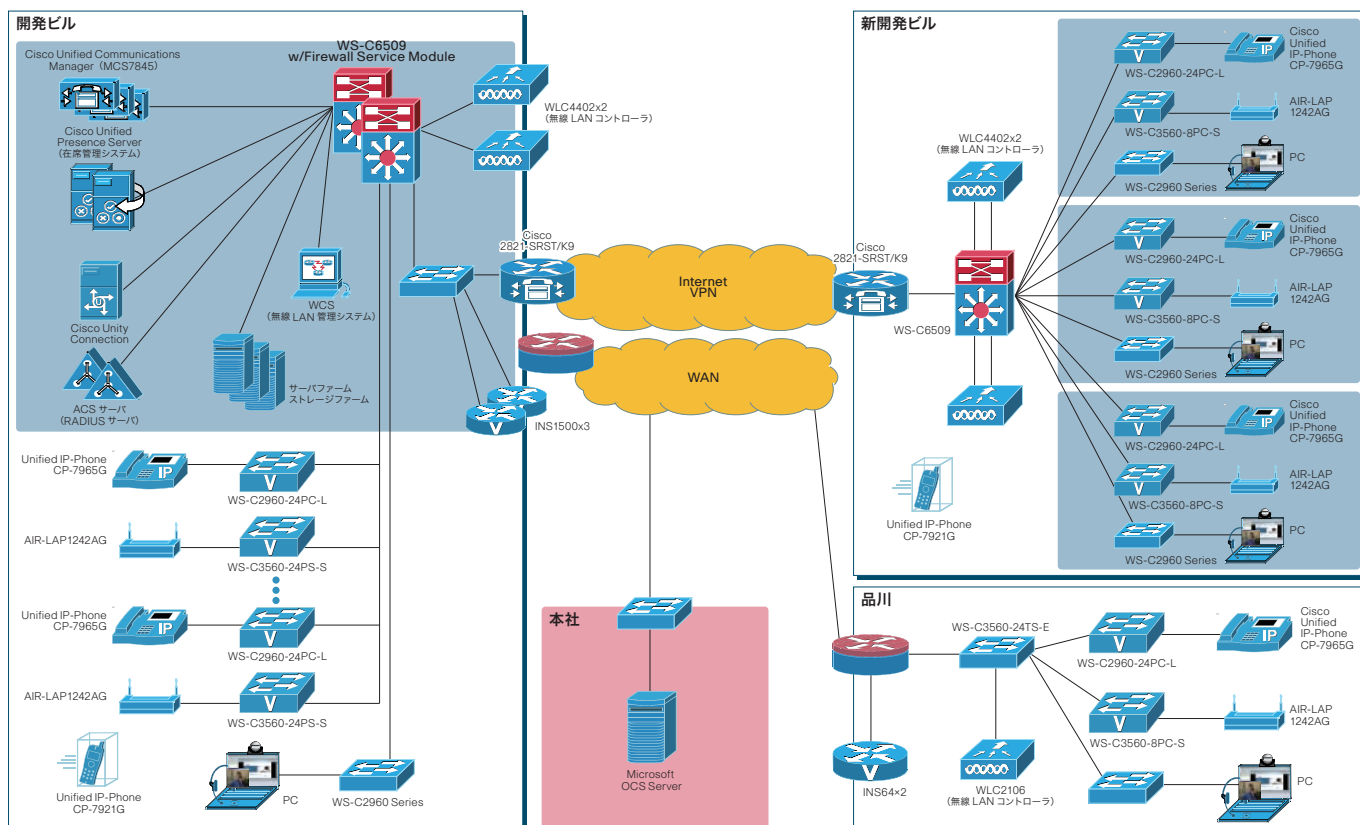 開発ビル
Cisco Unified Communications
Manager（MCS7845）
Cisco Unified
Presence Server
（在席管理システム）
Cisco Unity
Connection
ACS サーバ
（RADIUS サーバ）
WS-C6509
w/Firewall Service Module
WLC4402x2
（無線 LAN コントローラ）
WCS
（無線 LAN 管理システム）
サーバファーム
ストレージファーム
Cisco
2821-SRST/K9
INS1500x3
V
Unified IP-Phone
CP-7965G
IP
V
WS-C2960-24PC-L
AIR-LAP1242AG
V
WS-C3560-24PS-S
Unified IP-Phone
CP-7965G
IP
V
WS-C2960-24PC-L
AIR-LAP1242AG
V
WS-C3560-24PS-S
Unified IP-Phone
CP-7921G
PC
WS-C2960 Series
Internet
VPN
WAN
本社
Microsoft
OCS Server
新開発ビル
Cisco
2821-SRST/K9
WLC4402x2
（無線 LAN コントローラ）
WS-C6509
Unified IP-Phone
CP-7921G
V
WS-C2960-24PC-L
IP
Cisco
Unified
IP-Phone
CP-7965G
V
WS-C3560-8PC-S
AIR-LAP
1242AG
WS-C2960 Series
PC
V
WS-C2960-24PC-L
IP
Cisco
Unified
IP-Phone
CP-7965G
V
WS-C3560-8PC-S
AIR-LAP
1242AG
WS-C2960 Series
PC
V
WS-C2960-24PC-L
IP
Cisco
Unified
IP-Phone
CP-7965G
V
WS-C3560-8PC-S
AIR-LAP
1242AG
WS-C2960 Series
PC
品川
WS-C3560-24TS-E
V
WS-C2960-24PC-L
IP
Cisco
Unified
IP-Phone
CP-7965G
V
WS-C3560-8PC-S
AIR-LAP
1242AG
V
INS64×2
WLC2106
（無線 LAN コントローラ）
PC